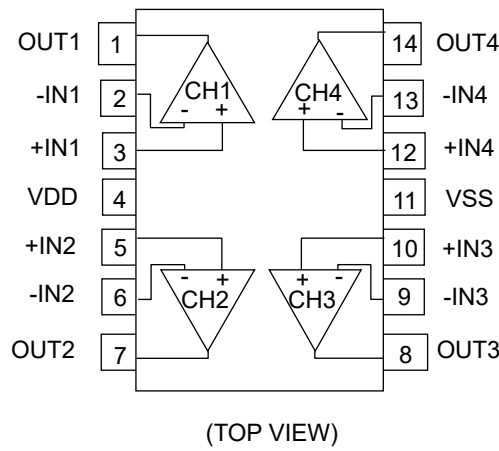 OUT1 1 14 OUT4
-IN1 2 CH1 CH4 13 -IN4
- + + -
+IN1 3 12 +IN4
VDD 4 11 VSS
+IN2 5 10 +IN3
- + + -
-IN2 6 CH2 CH3 9 -IN3
OUT2 7 8 OUT3
(TOP VIEW)